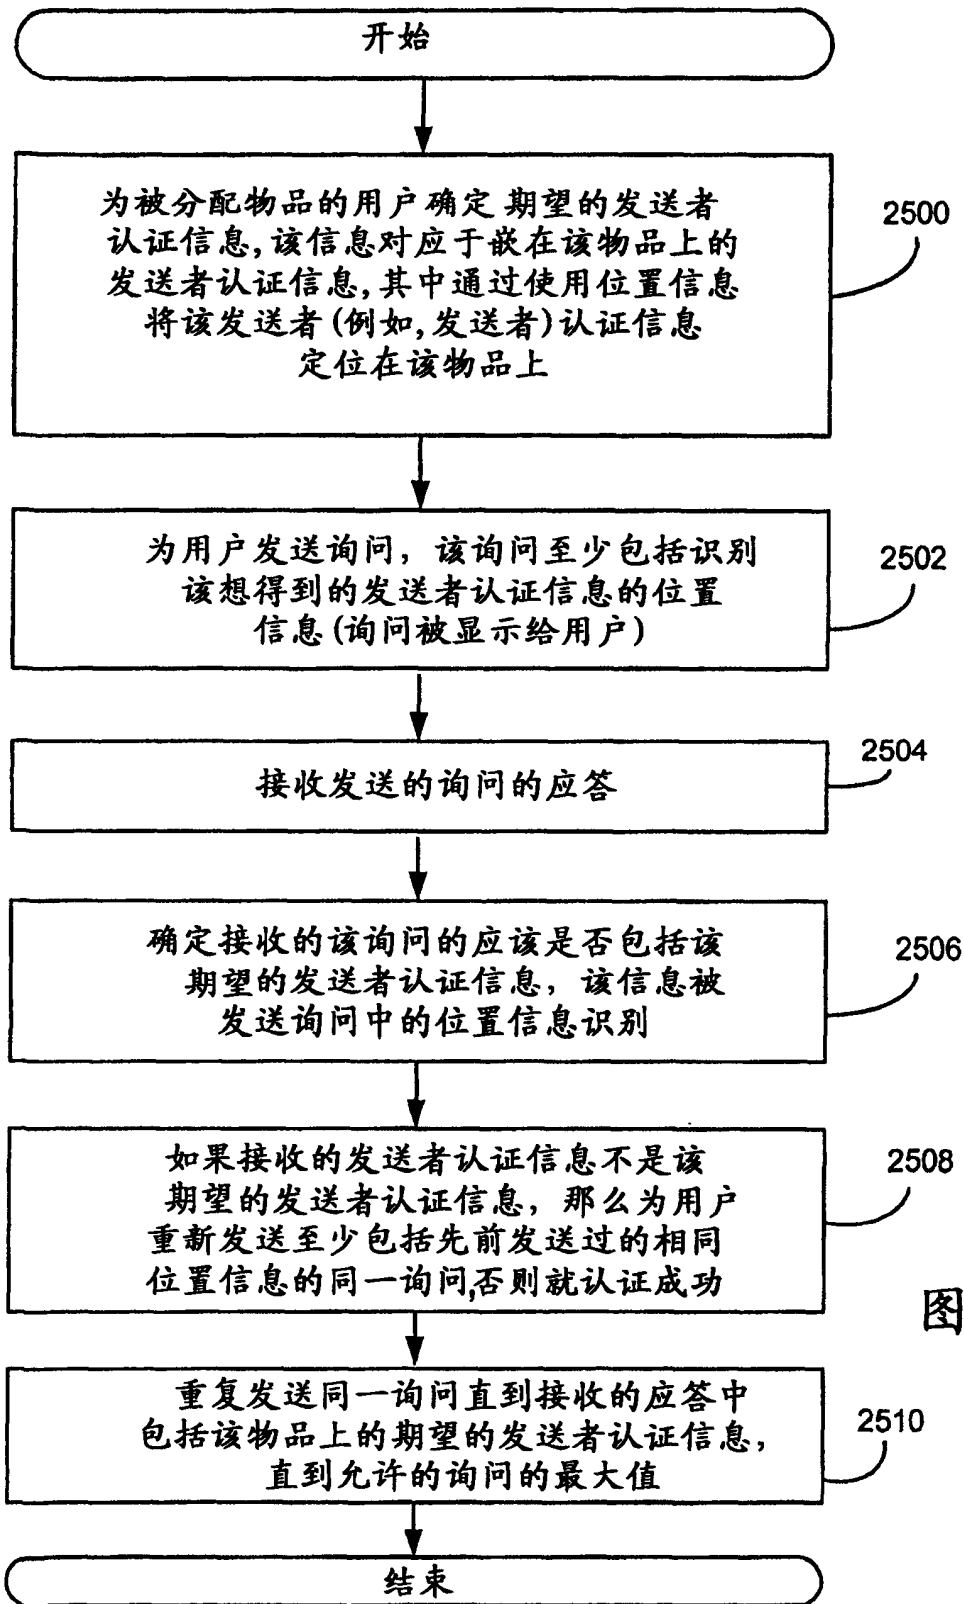 开始
为被分配物品的用户确定 期望的发送者
认证信息,该信息对应于嵌在该物品上的
发送者认证信息,其中通过使用位置信息
将该发送者(例如,发送者)认证信息
定位在该物品上
2500
为用户发送询问，该询问至少包括识别
该想得到的发送者认证信息的位置
信息(询问被显示给用户)
2502
接收发送的询问的应答
2504
确定接收的该询问的应该是否包括该
期望的发送者认证信息，该信息被
发送询问中的位置信息识别
2506
如果接收的发送者认证信息不是该
期望的发送者认证信息，那么为用户
重新发送至少包括先前发送过的相同
位置信息的同一询问,否则就认证成功
2508
图
重复发送同一询问直到接收的应答中
包括该物品上的期望的发送者认证信息，
直到允许的询问的最大值
2510
结束